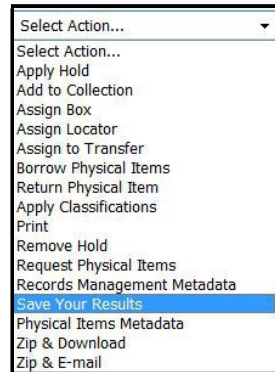 Select Action...
Select Action...
Apply Hold
Add to Collection
Assign Box
Assign Locator
Assign to Transfer
Borrow Physical Items
Return Physical Item
Apply Classifications
Print
Remove Hold
Request Physical Items
Records Management Metadata
Save Your Results
Physical Items Metadata
Zip & Download
Zip & E-mail